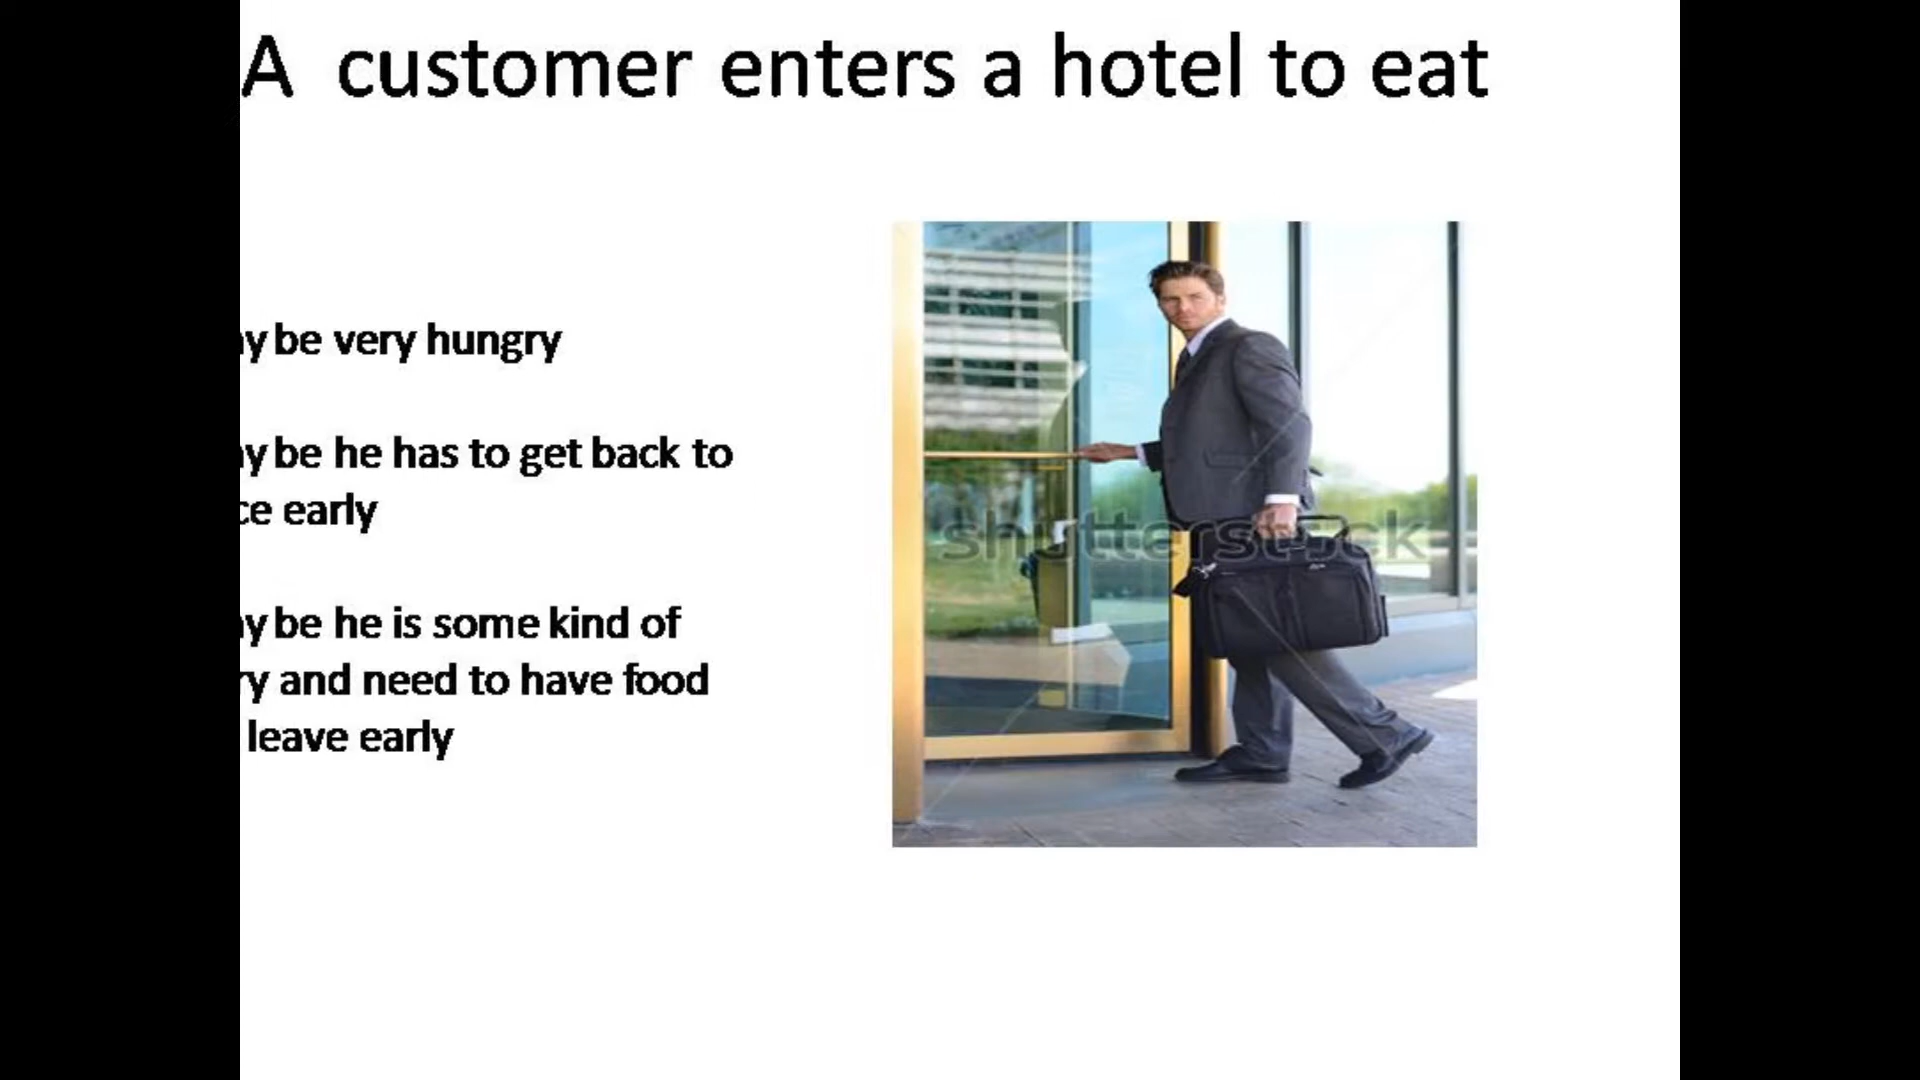 A customer enters a hotel to eat
be very hungry
be he has to get back to
early
be he is some kind of
and need to have food
leave early
shutterstock